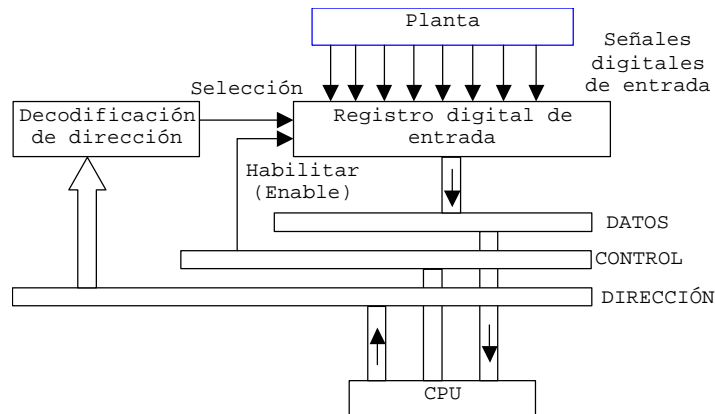 Planta
Señales
digitales
de entrada
Selección
Decodificación
de dirección
Registro digital de
entrada
Habilitar
(Enable)
DATOS
CONTROL
DIRECCIÓN
CPU